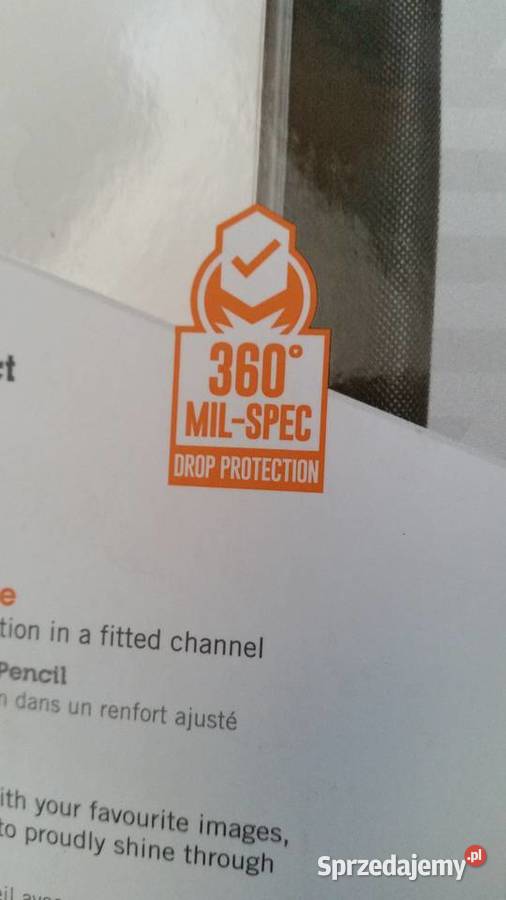 360°
MIL-SPEC
DROP PROTECTION
ct
e
tion in a fitted channel
Pencil
n dans un renfort ajusté
ith your favourite images,
to proudly shine through
Sprzedajemy.pl